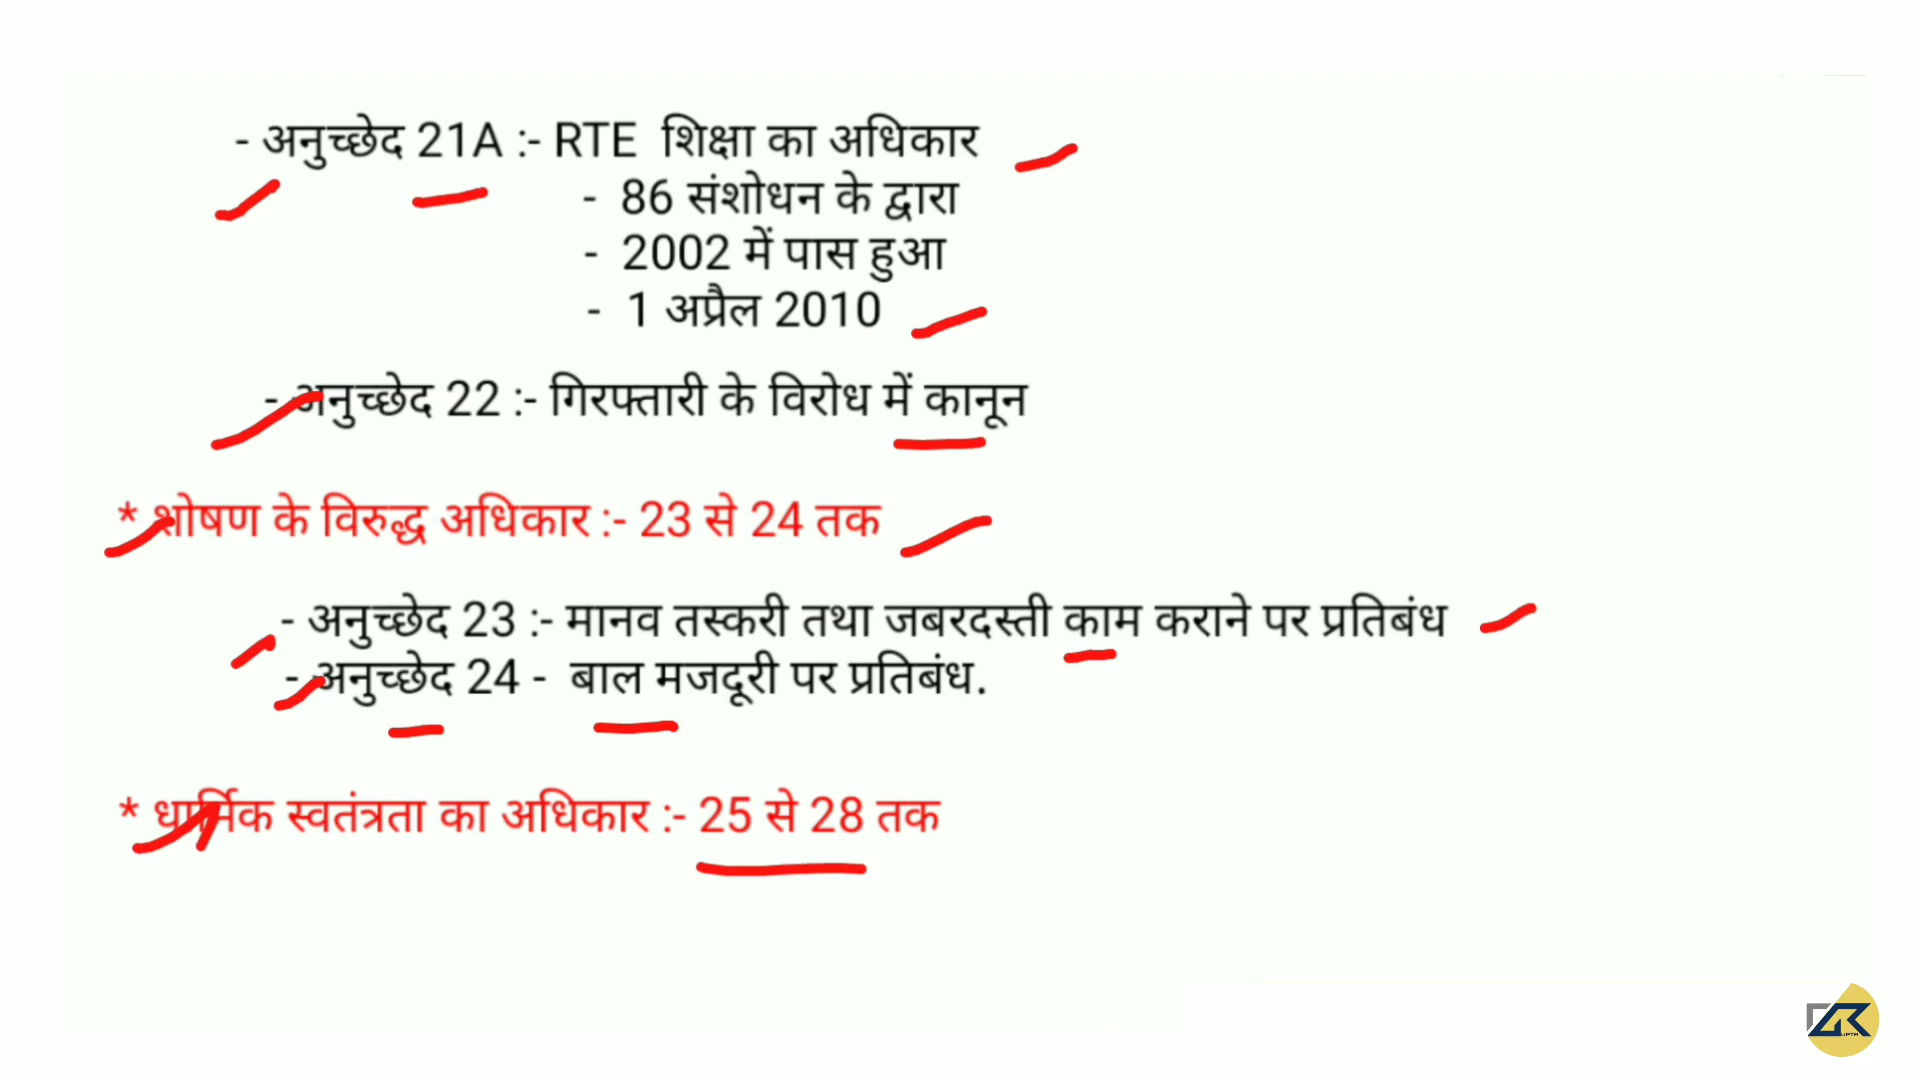 - अनुच्छेद 21A :- RTE शिक्षा का अधिकार
- 86 संशोधन के द्वारा
- 2002 में पास हुआ
- 1 अप्रैल 2010
- अनुच्छेद 22 :- गिरफ्तारी के विरोध में कानून
* शोषण के विरुद्ध अधिकार :- 23 से 24 तक
- अनुच्छेद 23 :- मानव तस्करी तथा जबरदस्ती काम कराने पर प्रतिबंध
- अनुच्छेद 24 - बाल मजदूरी पर प्रतिबंध.
* धार्मिक स्वतंत्रता का अधिकार :- 25 से 28 तक